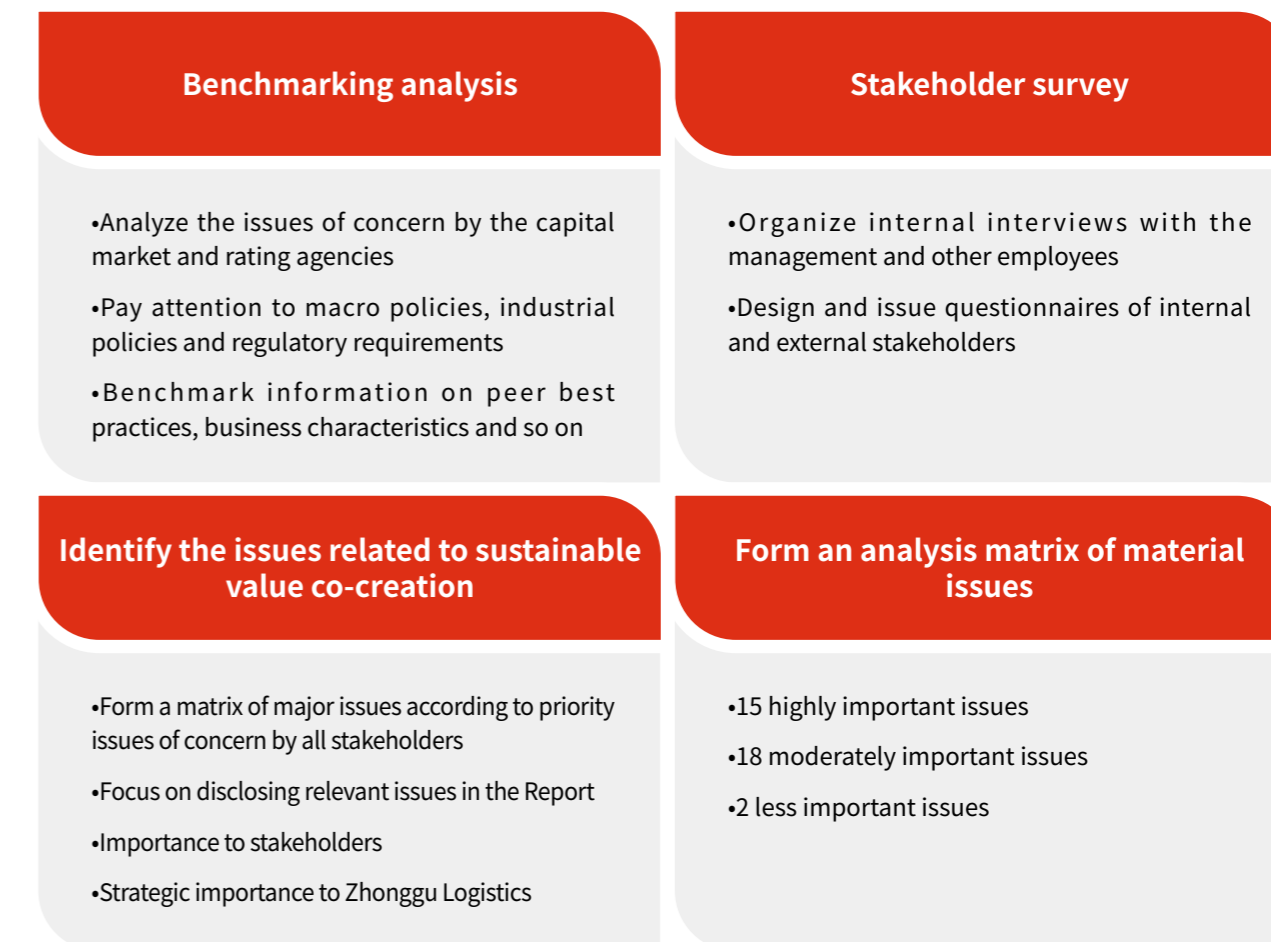 Benchmarking analysis
•Analyze the issues of concern by the capital
market and rating agencies
•Pay attention to macro policies, industrial
policies and regulatory requirements
•Benchmark information on peer best
practices, business characteristics and so on
Stakeholder survey
•Organize internal interviews with the
management and other employees
•Design and issue questionnaires of internal
and external stakeholders
Identify the issues related to sustainable
value co-creation
•Form a matrix of major issues according to priority
issues of concern by all stakeholders
•Focus on disclosing relevant issues in the Report
•Importance to stakeholders
•Strategic importance to Zhonggu Logistics
Form an analysis matrix of material
issues
•15 highly important issues
•18 moderately important issues
•2 less important issues